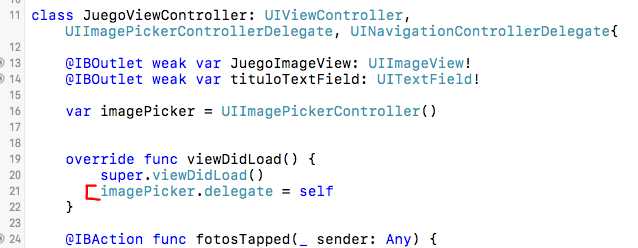 11 class JuegoViewController: UIViewController,
UIImagePickerControllerDelegate, UINavigationControllerDelegate{
12
13 @IBOutlet weak var JuegoImageView: UIImageView!
14 @IBOutlet weak var tituloTextField: UITextField!
15
16 var imagePicker = UIImagePickerController()
17
18
19 override func viewDidLoad() {
20 super.viewDidLoad()
21 imagePicker.delegate = self
22 }
23
24 @IBAction func fotosTapped(_ sender: Any) {